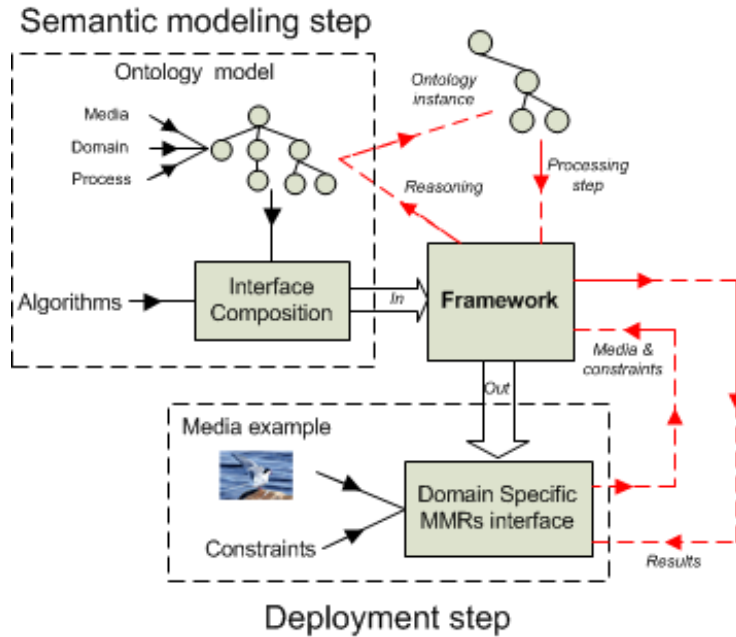 Semantic modeling step
Ontology model
Media
Domain
Process
Ontology
instance
Processing
step
Reasoning
Algorithms
Interface
Composition
In
Framework
Media &
constraints
Out
Media example
Constraints
Domain Specific
MMRs interface
Results
Deployment step